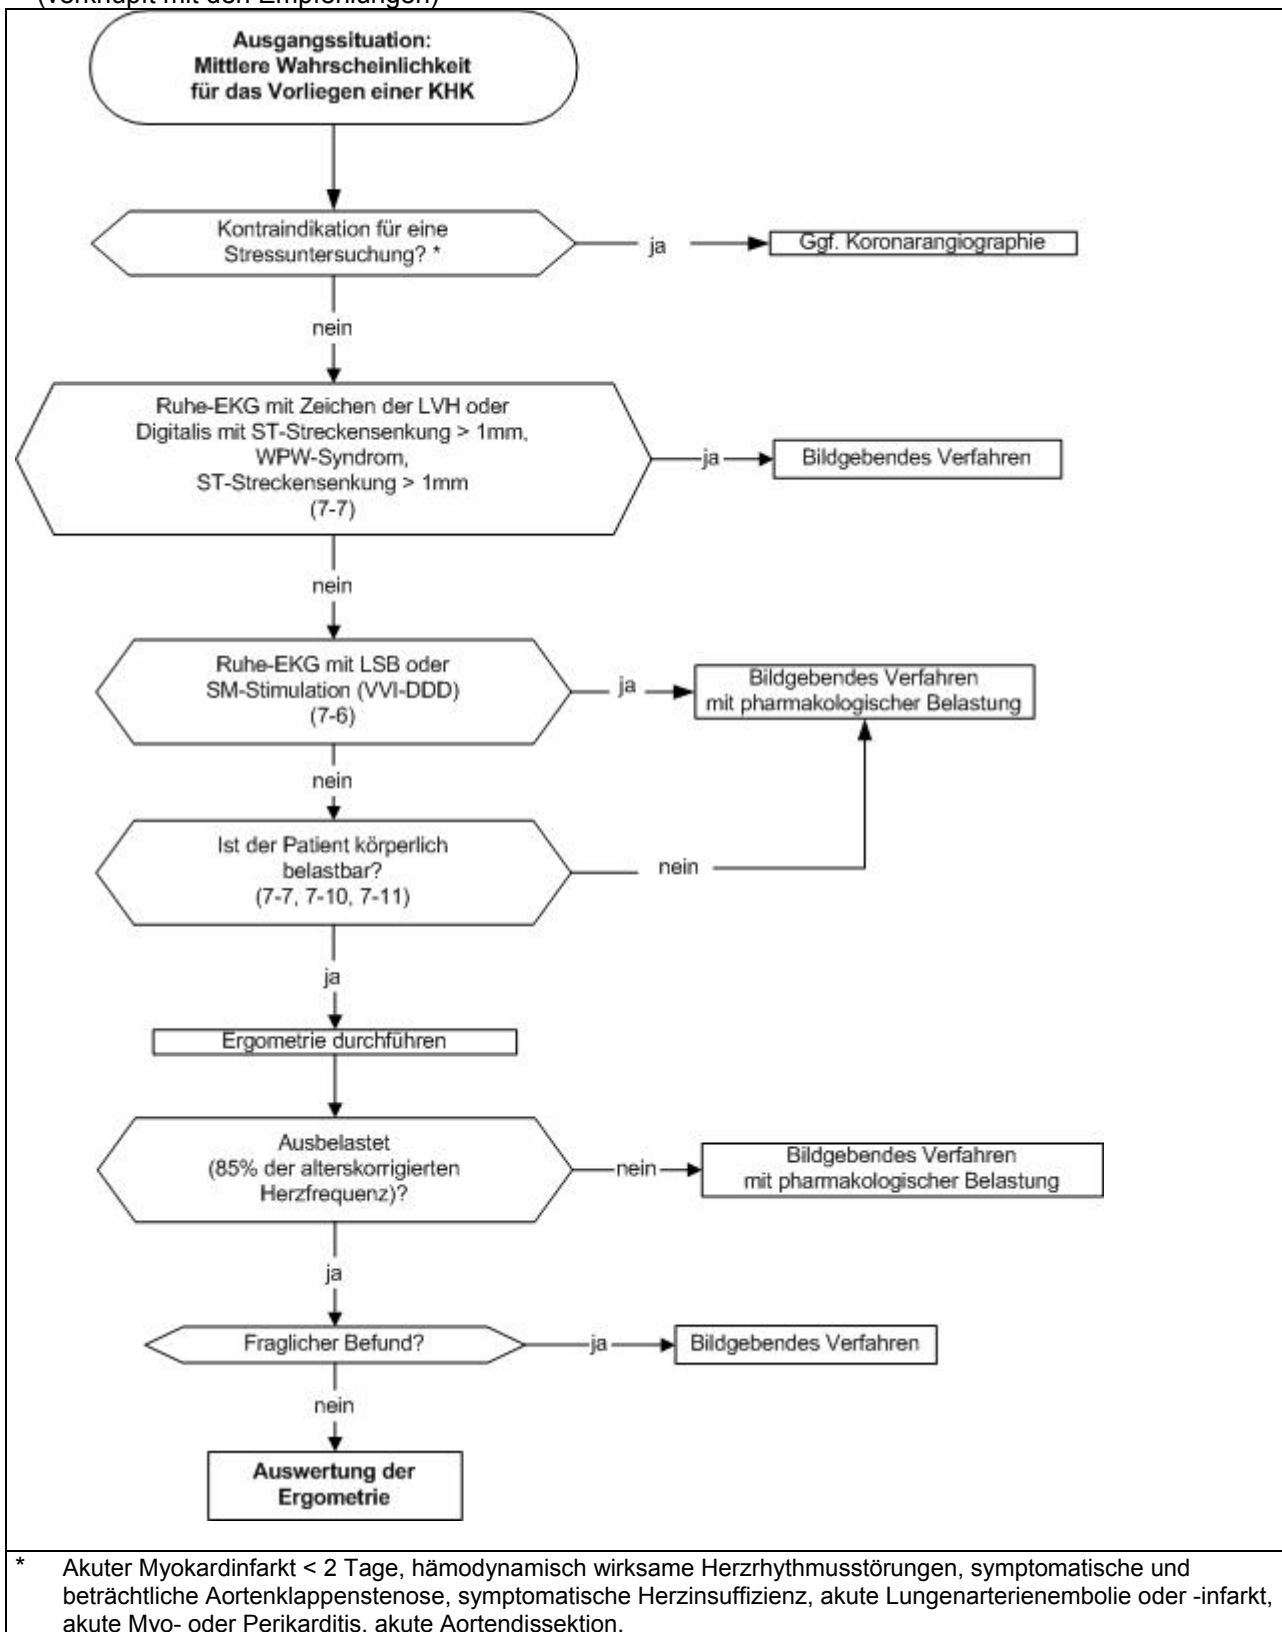 (verknüpft mit den Empfehlungen)
Ausgangssituation:
Mittlere Wahrscheinlichkeit
für das Vorliegen einer KHK
Kontraindikation für eine
Stressuntersuchung? *
ja
Ggf. Koronarangiographie
nein
Ruhe-EKG mit Zeichen der LVH oder
Digitalis mit ST-Streckensenkung > 1mm,
WPW-Syndrom,
ST-Streckensenkung > 1mm
(7-7)
ja
Bildgebendes Verfahren
nein
Ruhe-EKG mit LSB oder
SM-Stimulation (VVI-DDD)
(7-6)
ja
Bildgebendes Verfahren
mit pharmakologischer Belastung
nein
Ist der Patient körperlich
belastbar?
(7-7, 7-10, 7-11)
nein
ja
Ergometrie durchführen
Ausbelastet
(85% der alterskorrigierten
Herzfrequenz)?
nein
Bildgebendes Verfahren
mit pharmakologischer Belastung
ja
Fraglicher Befund?
ja
Bildgebendes Verfahren
nein
Auswertung der
Ergometrie
* Akuter Myokardinfarkt < 2 Tage, hämodynamisch wirksame Herzrhythmusstörungen, symptomatische und
beträchtliche Aortenklappenstenose, symptomatische Herzinsuffizienz, akute Lungenarterienembolie oder -infarkt,
akute Myo- oder Perikarditis, akute Aortendissektion.